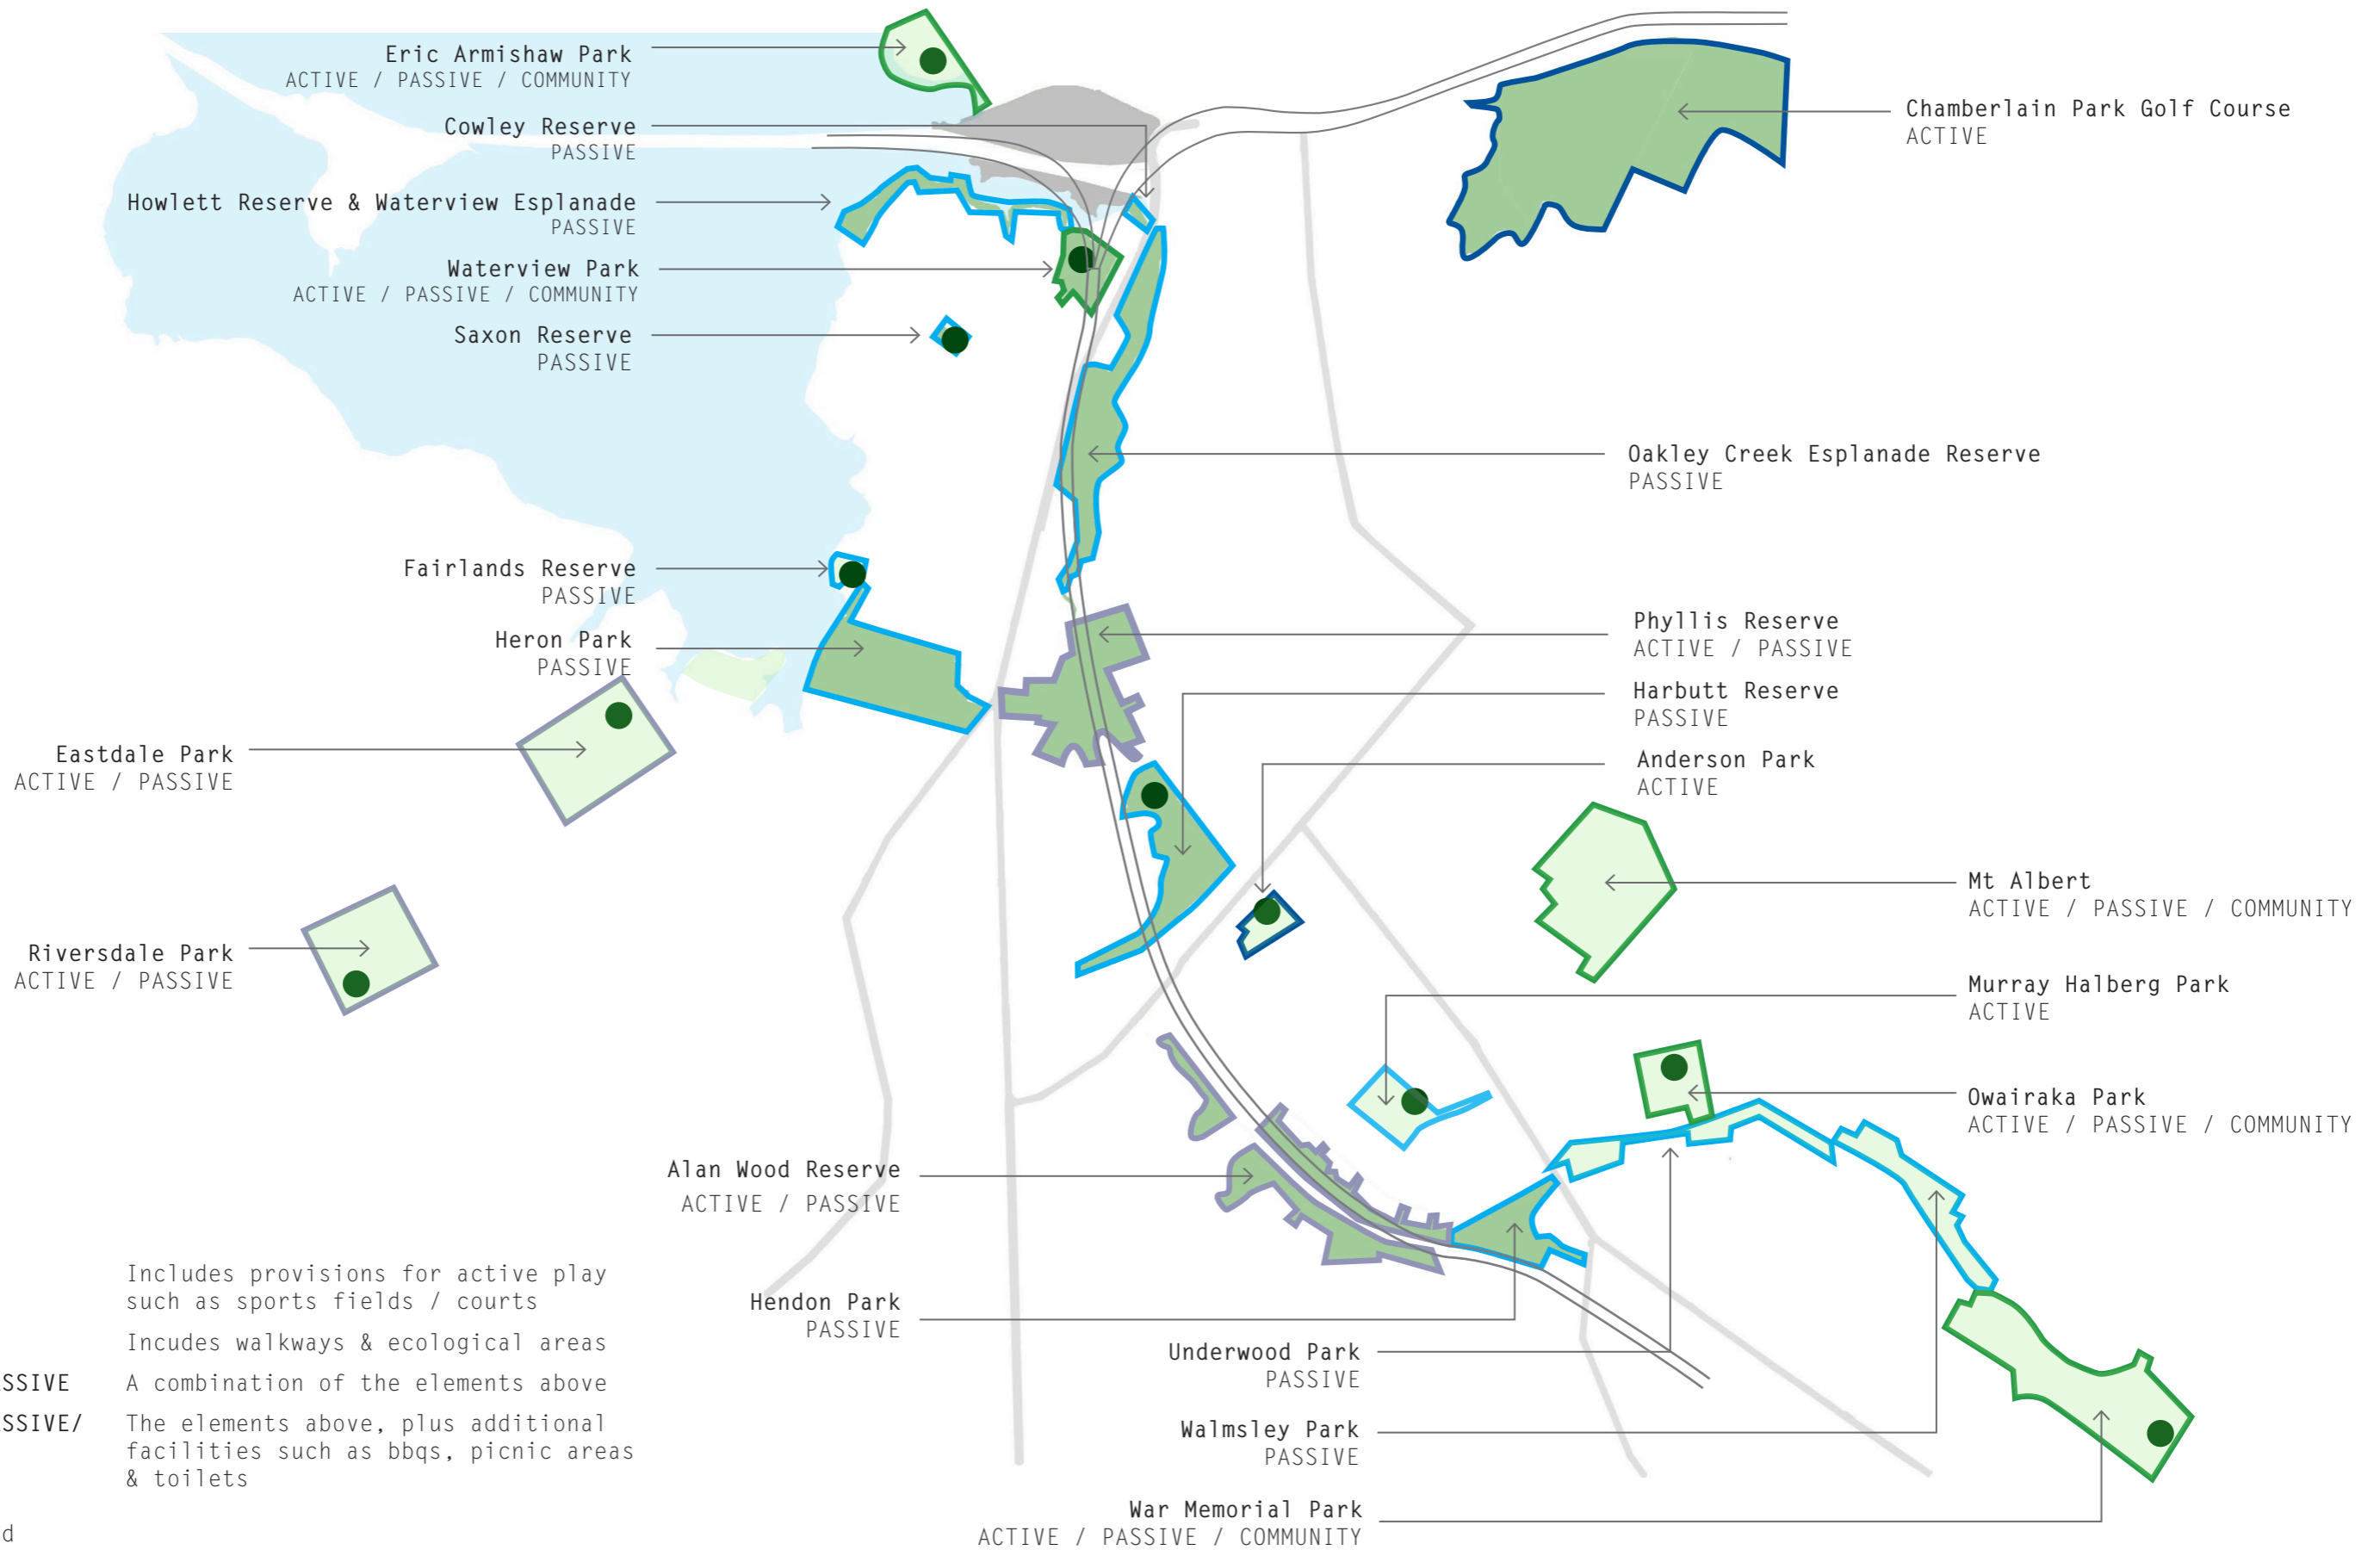 Eric Armishaw Park
ACTIVE / PASSIVE / COMMUNITY
Cowley Reserve
PASSIVE
Howlett Reserve & Waterview Esplanade
PASSIVE
Waterview Park
ACTIVE / PASSIVE / COMMUNITY
Saxon Reserve
PASSIVE
Fairlands Reserve
PASSIVE
Heron Park
PASSIVE
Eastdale Park
ACTIVE / PASSIVE
Riversdale Park
ACTIVE / PASSIVE
Chamberlain Park Golf Course
ACTIVE
Oakley Creek Esplanade Reserve
PASSIVE
Phyllis Reserve
ACTIVE / PASSIVE
Harbutt Reserve
PASSIVE
Anderson Park
ACTIVE
Mt Albert
ACTIVE / PASSIVE / COMMUNITY
Murray Halberg Park
ACTIVE
Owairaka Park
ACTIVE / PASSIVE / COMMUNITY
Alan Wood Reserve
ACTIVE / PASSIVE
Hendon Park
PASSIVE
Underwood Park
PASSIVE
Walmsley Park
PASSIVE
War Memorial Park
ACTIVE / PASSIVE / COMMUNITY
Includes provisions for active play
such as sports fields / courts
Incudes walkways & ecological areas
SSIVE A combination of the elements above
SSIVE/ The elements above, plus additional
facilities such as bbqs, picnic areas
& toilets
d